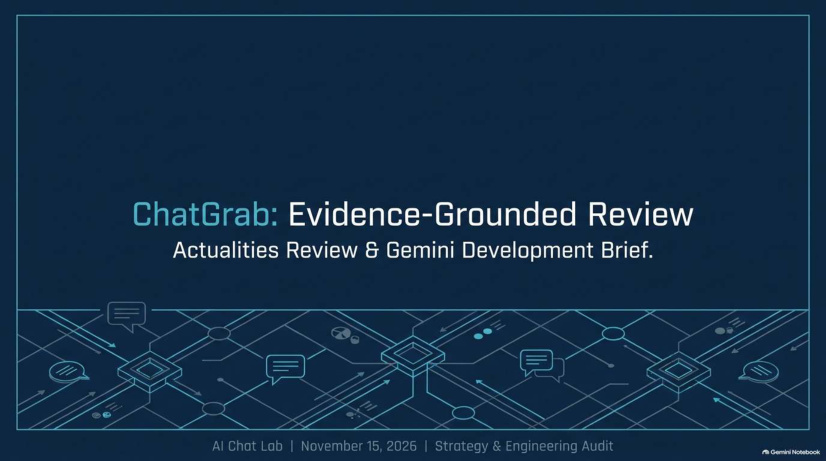 ChatGrab: Evidence-Grounded Review
Actualities Review & Gemini Development Brief.
AI Chat Lab | November 15, 2026 | Strategy & Engineering Audit
Gemini Notebook